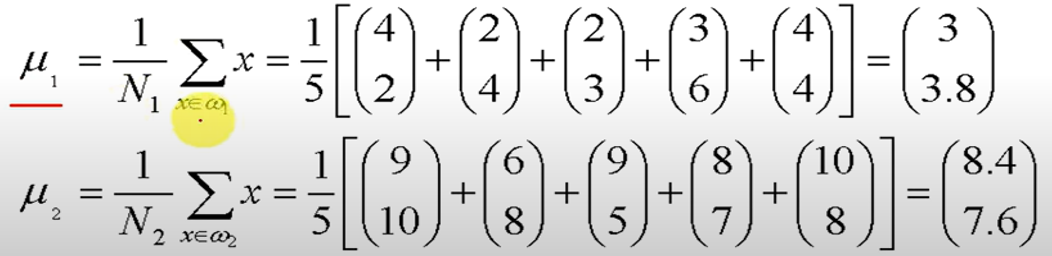 μ₁ = 1/N₁ ∑_{x∈ω₁} x = 1/5 [(4 2) + (2 4) + (2 3) + (3 6) + (4 4)] = (3 3.8)
μ₂ = 1/N₂ ∑_{x∈ω₂} x = 1/5 [(9 10) + (6 8) + (9 5) + (8 7) + (10 8)] = (8.4 7.6)